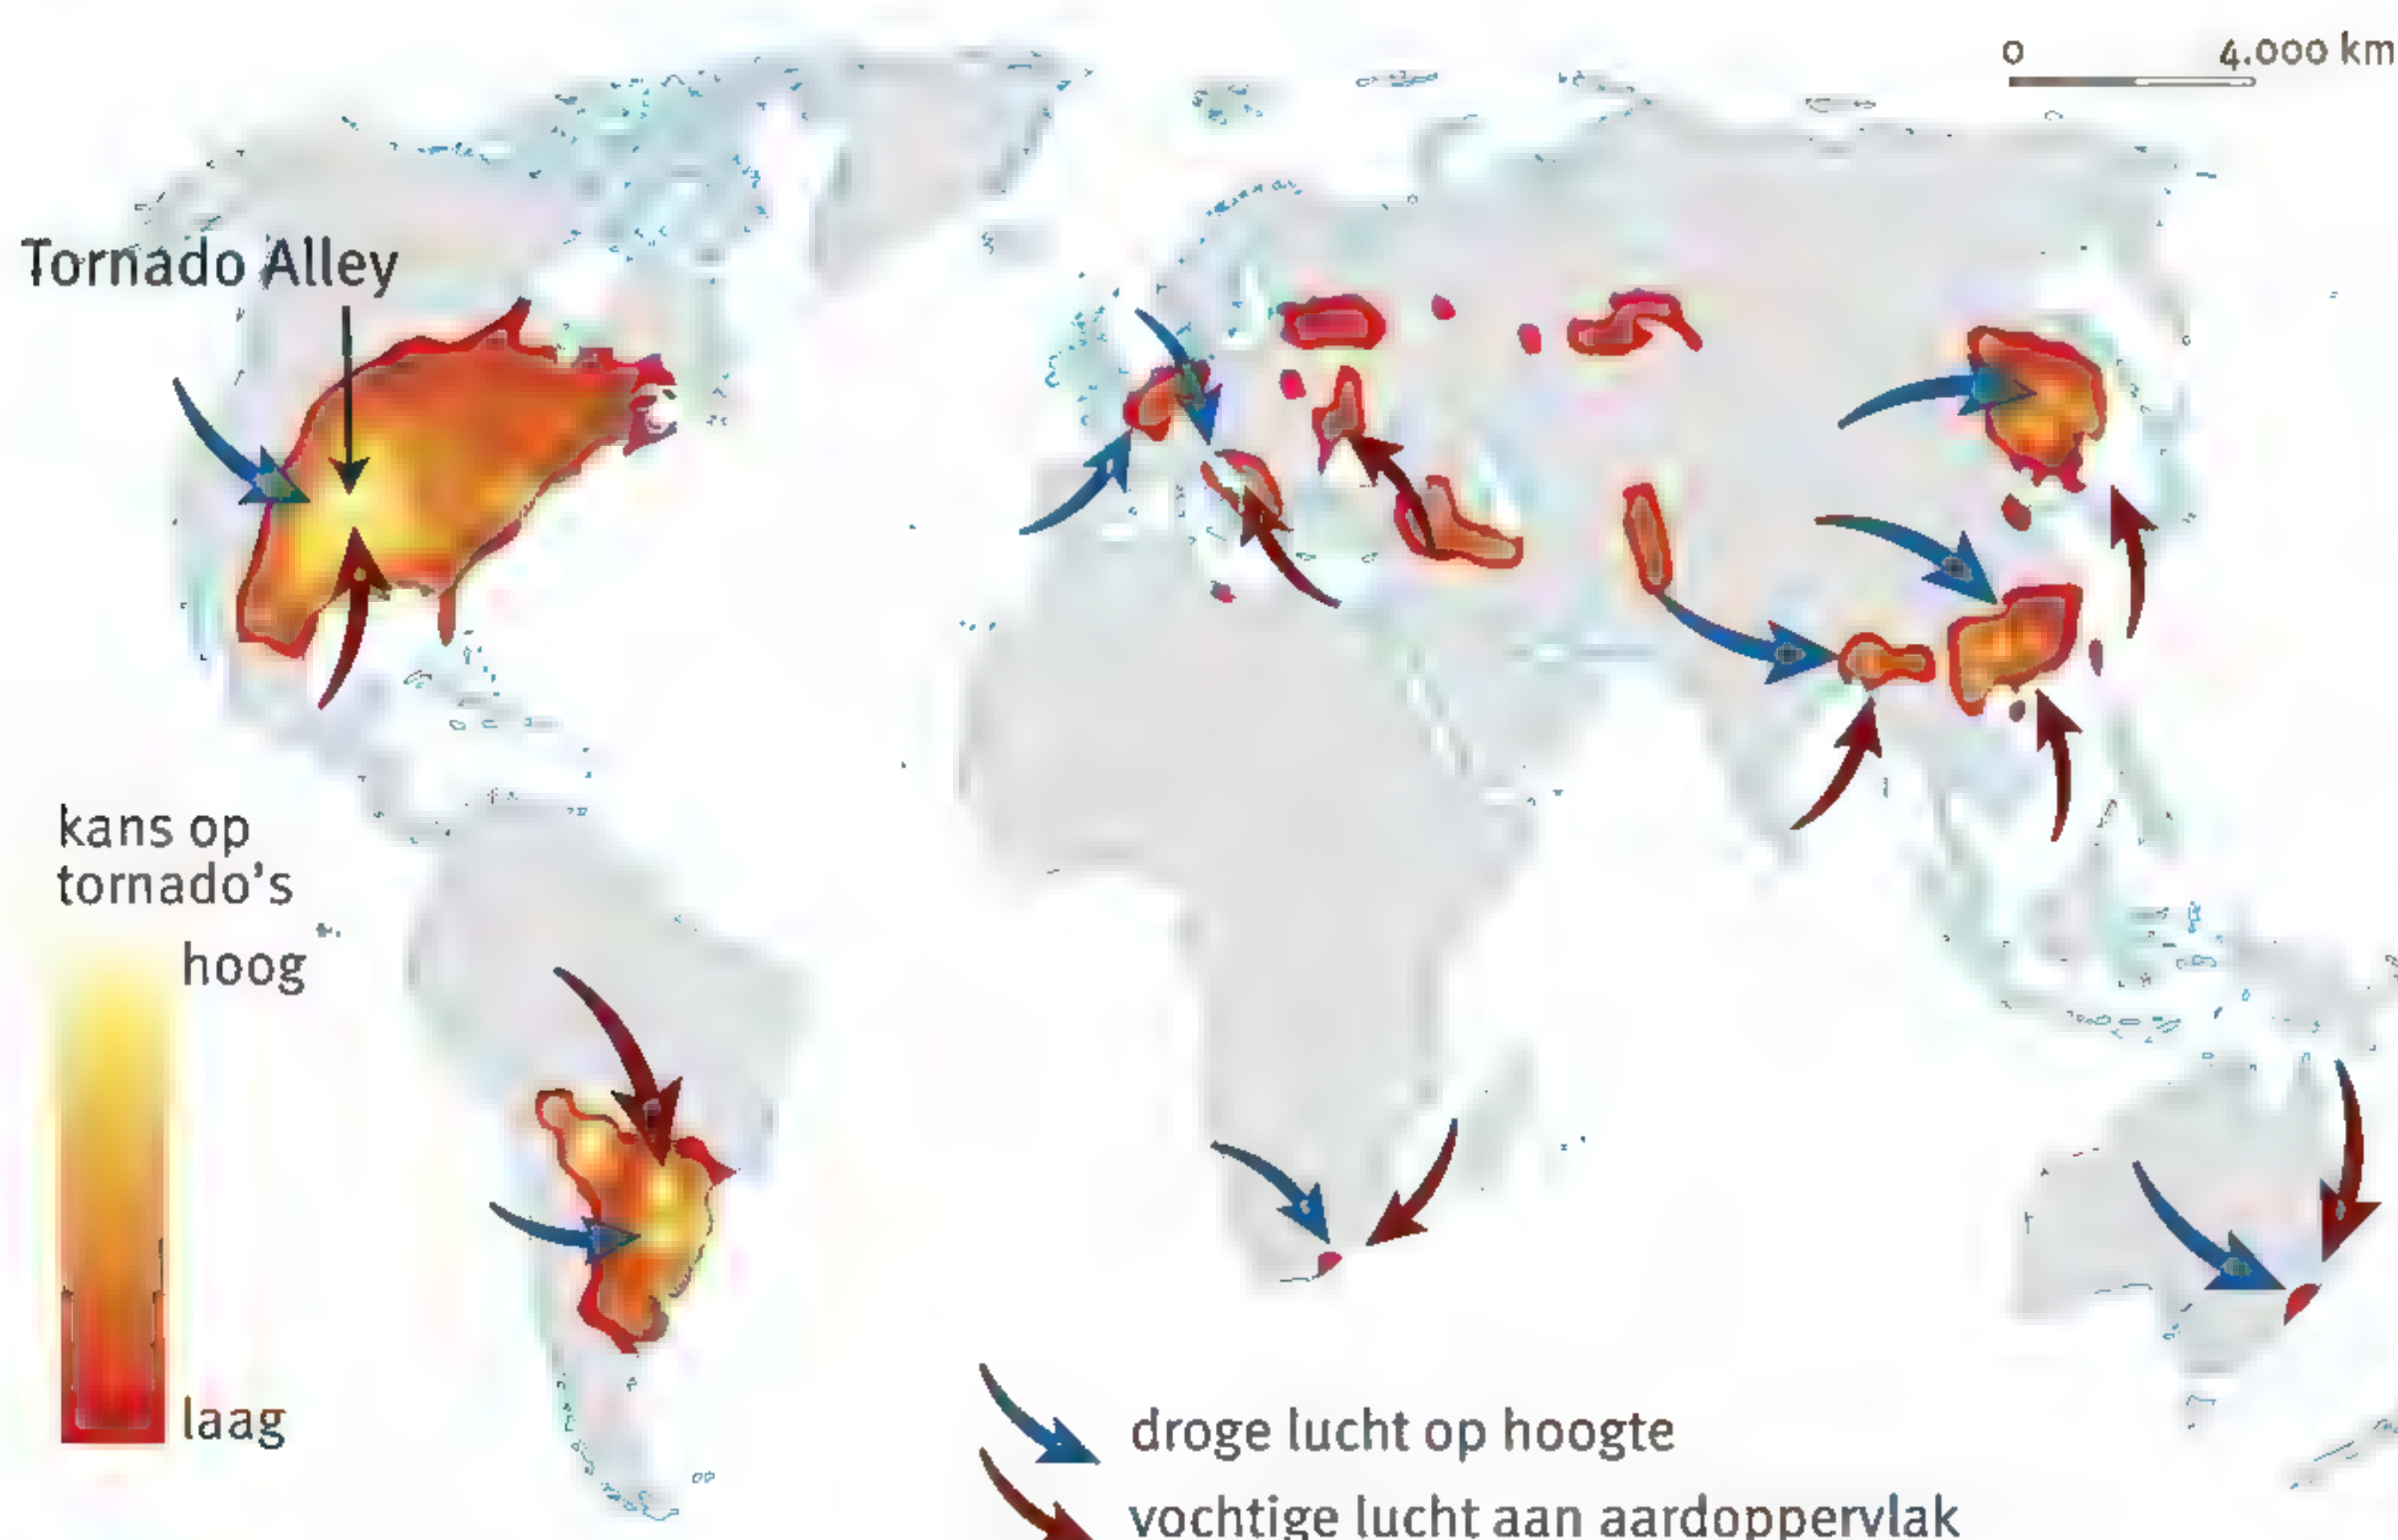 0 4.000 km
Tornado Alley
kans op
tornado's
hoog
laag
droge lucht op hoogte
vochtige lucht aan aardoppervlak